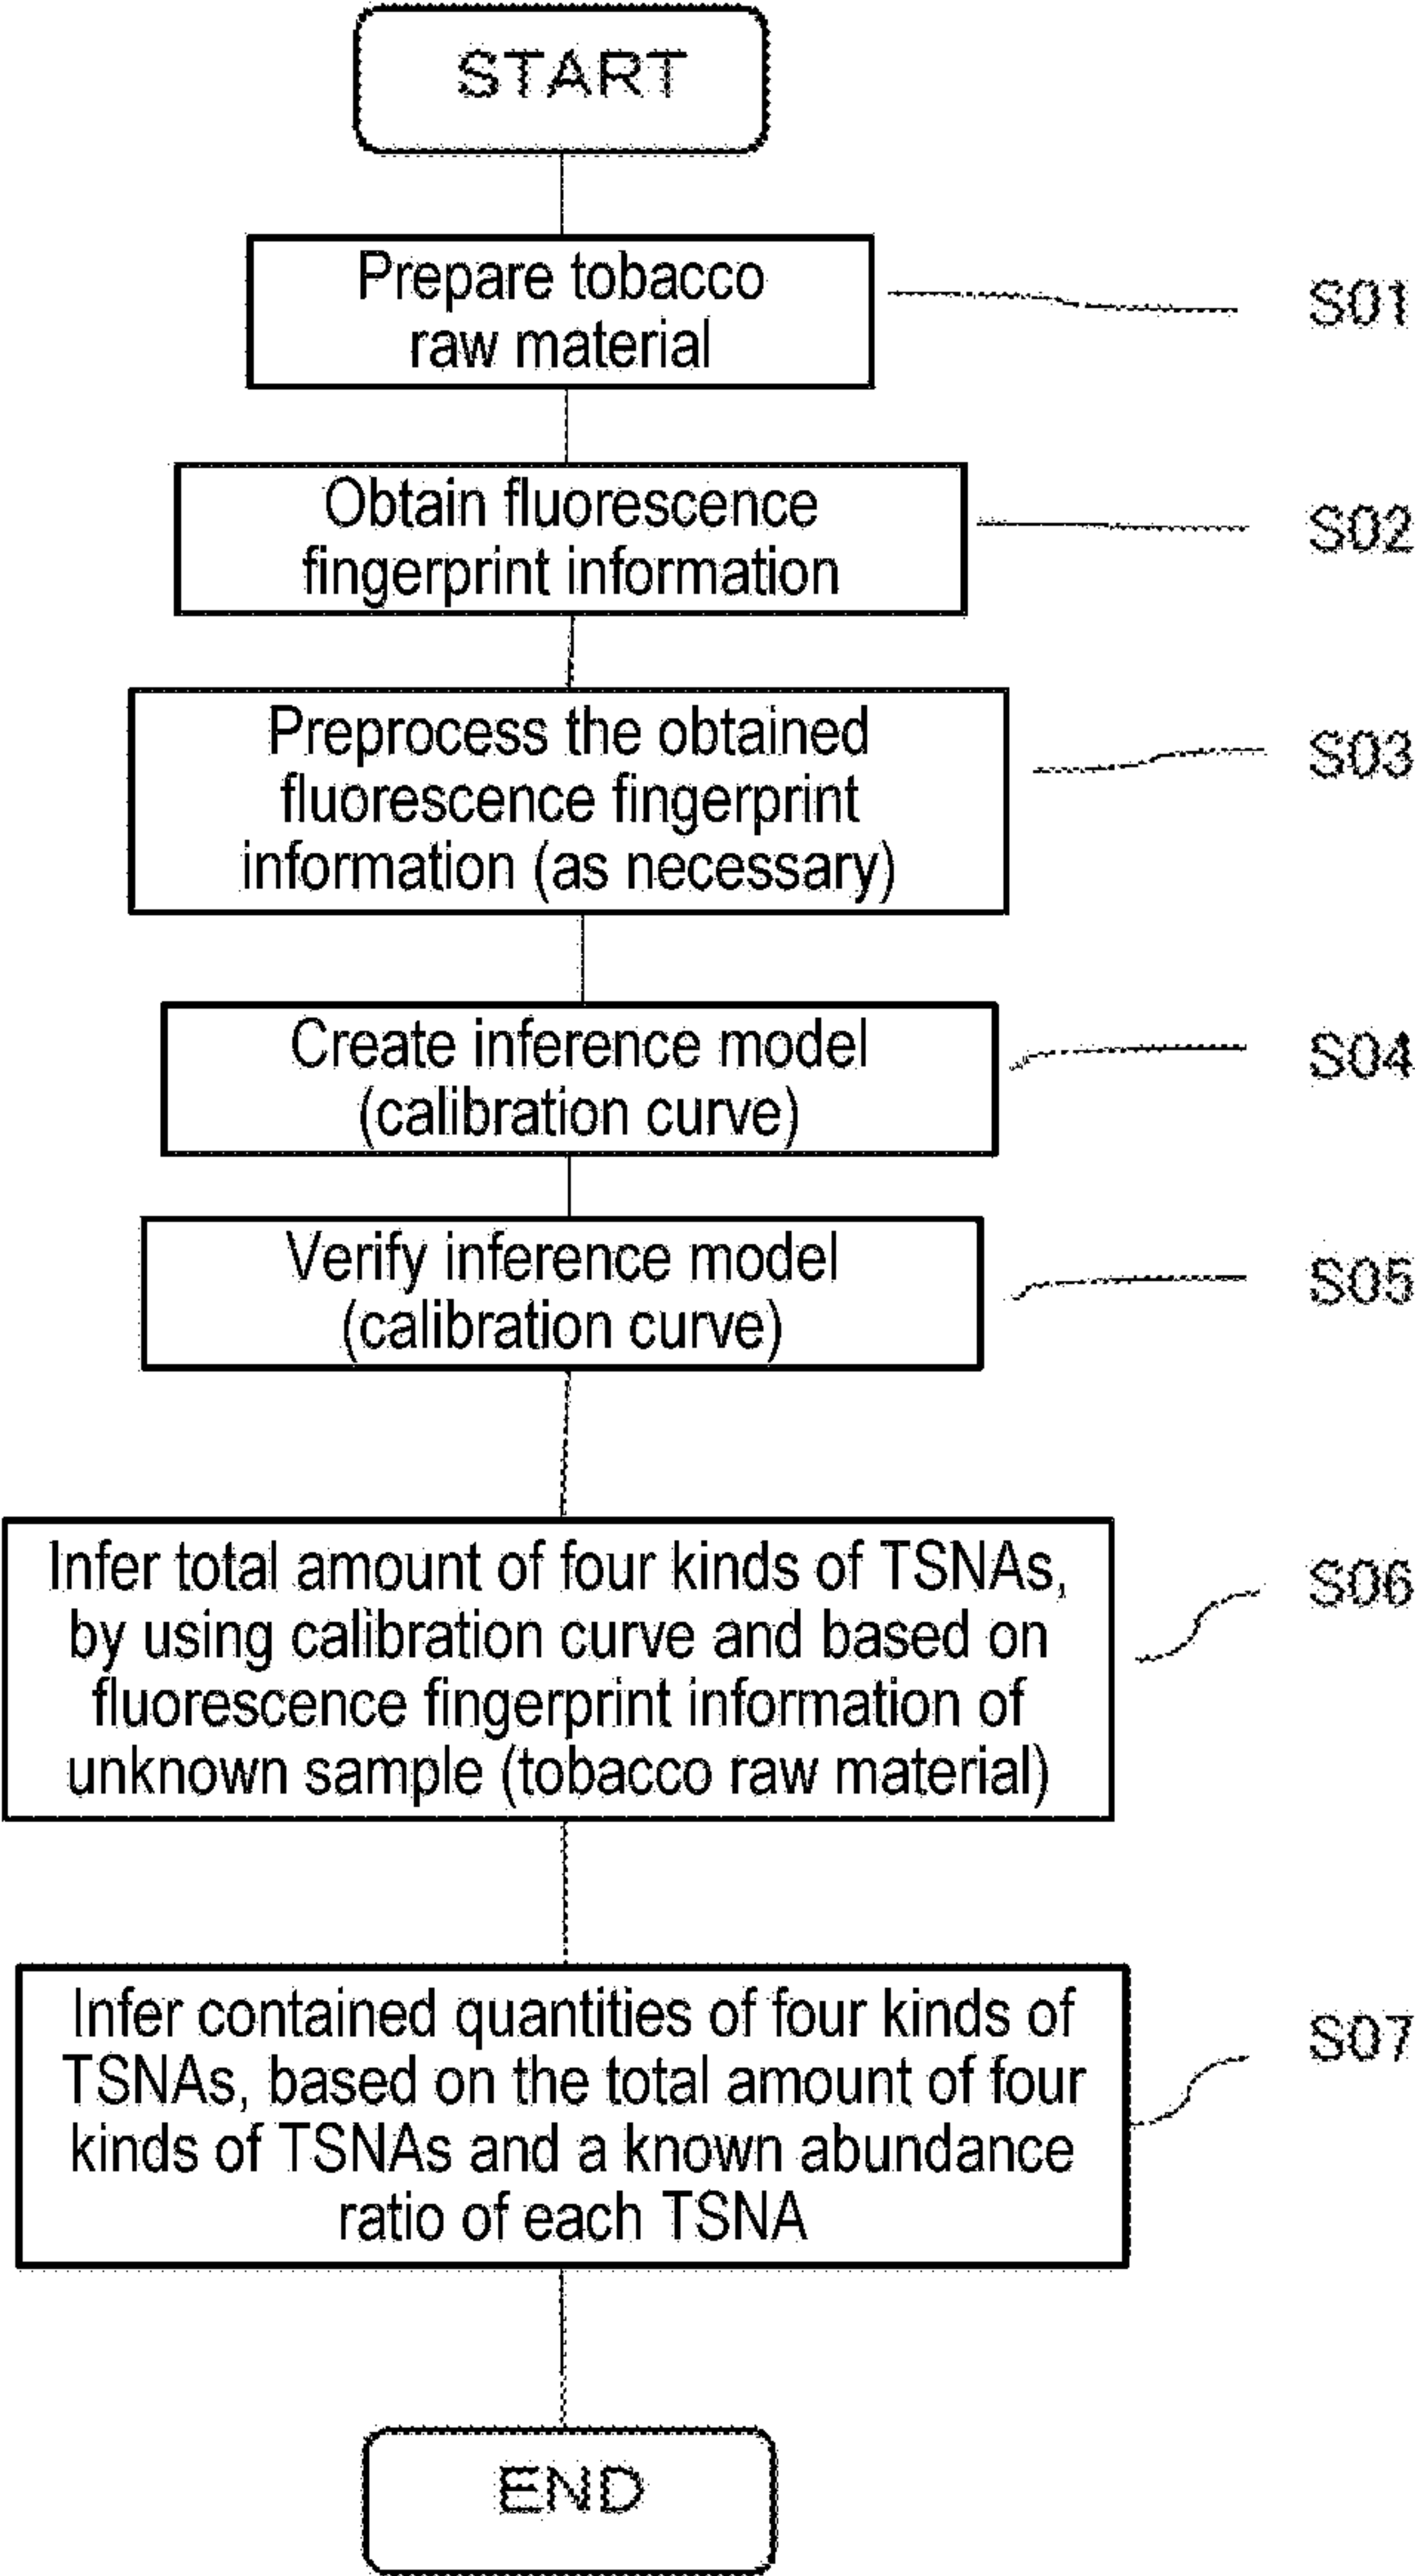 START
Prepare tobacco
raw material
S01
Obtain fluorescence
fingerprint information
S02
Preprocess the obtained
fluorescence fingerprint
information (as necessary)
S03
Create inference model
(calibration curve)
S04
Verify inference model
(calibration curve)
S05
Infer total amount of four kinds of TSNAs,
by using calibration curve and based on
fluorescence fingerprint information of
unknown sample (tobacco raw material)
S06
Infer contained quantities of four kinds of
TSNAs, based on the total amount of four
kinds of TSNAs and a known abundance
ratio of each TSNA
S07
END